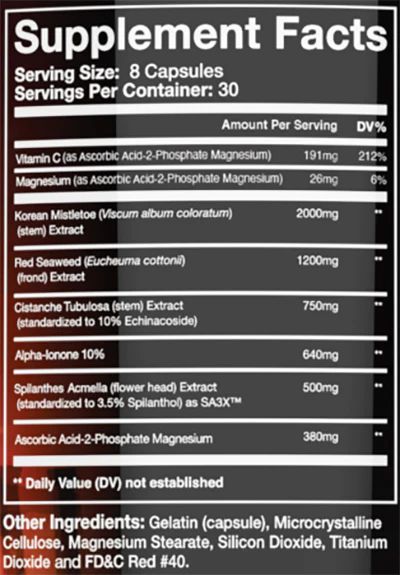 Supplement Facts
Serving Size: 8 Capsules
Servings Per Container: 30
Amount Per Serving DV%
Vitamin C (as Ascorbic Acid-2-Phosphate Magnesium) 191mg 212%
Magnesium (as Ascorbic Acid-2-Phosphate Magnesium) 26mg 6%
Korean Mistletoe (Viscum album coloratum) 2000mg **
(stem) Extract
Red Seaweed (Eucheuma cottonii) 1200mg **
(frond) Extract
Cistanche Tubulosa (stem) Extract 750mg **
(standardized to 10% Echinacoside)
Alpha-Ionone 10% 640mg **
Spilanthes Acmella (flower head) Extract 500mg **
(standardized to 3.5% Spilanthol) as SA3X™
Ascorbic Acid-2-Phosphate Magnesium 380mg **
** Daily Value (DV) not established
Other Ingredients: Gelatin (capsule), Microcrystalline
Cellulose, Magnesium Stearate, Silicon Dioxide, Titanium
Dioxide and FD&C Red #40.